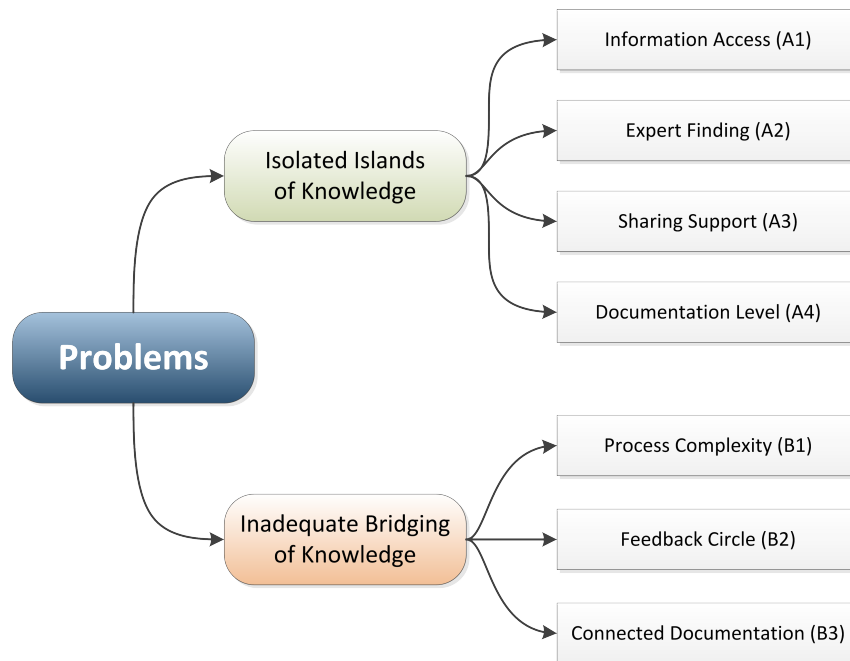 Problems
Isolated Islands
of Knowledge
Information Access (A1)
Expert Finding (A2)
Sharing Support (A3)
Documentation Level (A4)
Inadequate Bridging
of Knowledge
Process Complexity (B1)
Feedback Circle (B2)
Connected Documentation (B3)